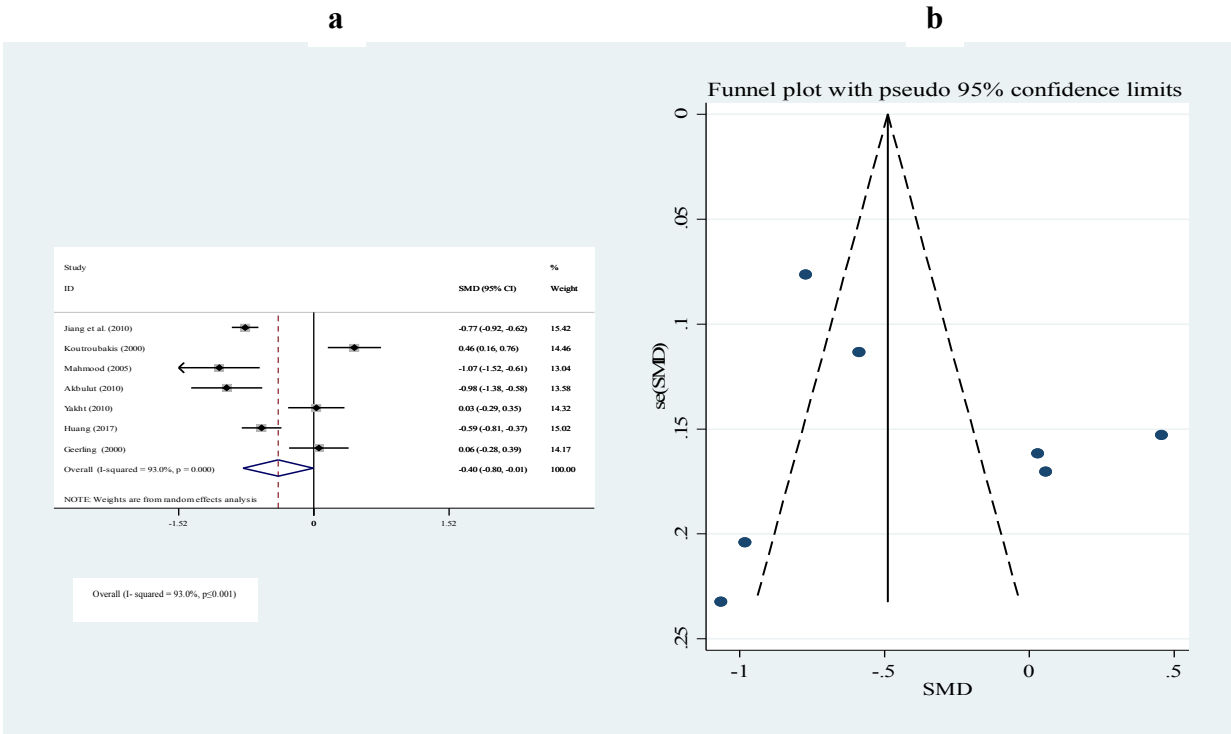 a
Study
%
ID
SMD (95% CI)
Weight
Jiang et al. (2010) -0.77 (-0.92, -0.62) 15.42
Koutroubakis (2000) 0.46 (0.16, 0.76) 14.46
Mahmood (2005) -1.07 (-1.52, -0.61) 13.04
Akbulut (2010) -0.98 (-1.38, -0.58) 13.58
Yakht (2010) 0.03 (-0.29, 0.35) 14.32
Huang (2017) -0.59 (-0.81, -0.37) 15.02
Geerling (2000) 0.06 (-0.28, 0.39) 14.17
Overall (I-squared = 93.0%, p = 0.000) -0.40 (-0.80, -0.01) 100.00
NOTE: Weights are from random effects analysis
-1.52 0 1.52
Overall (I- squared = 93.0%, p≤0.001)
b
Funnel plot with pseudo 95% confidence limits
0
.05
.1
.15
.2
.25
se(SMD)
-1 -.5 0 .5
SMD